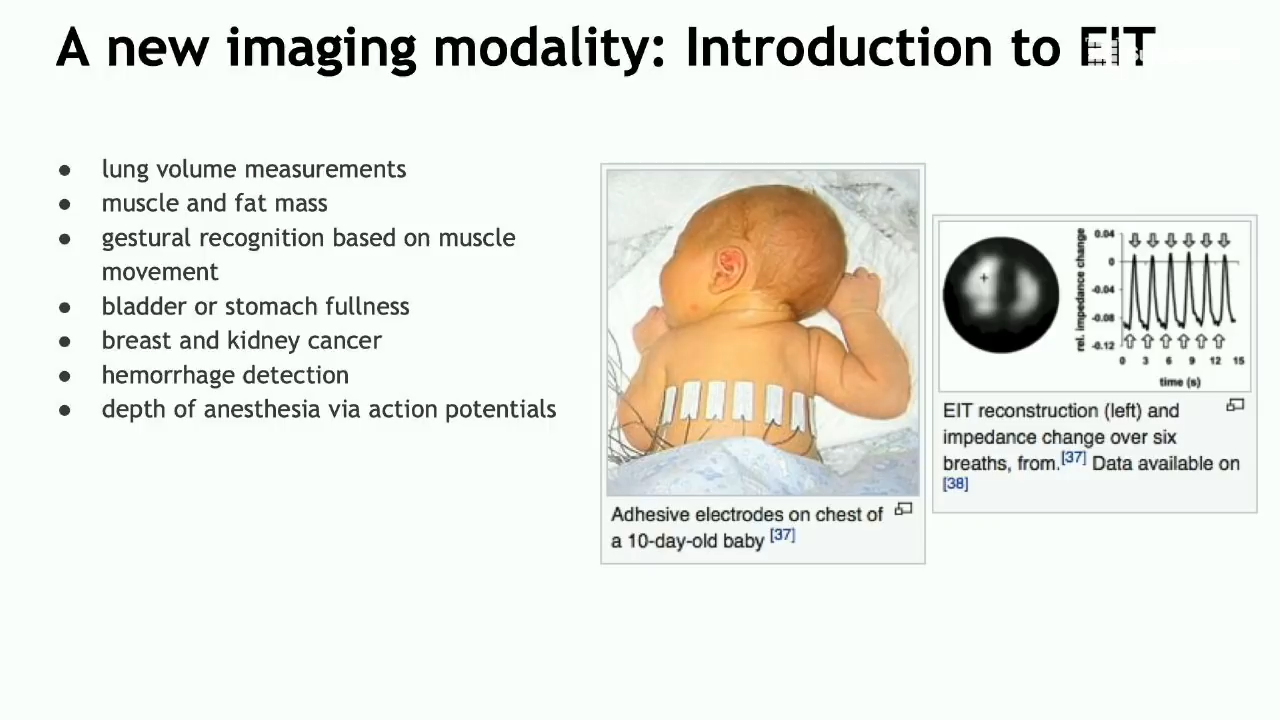 A new imaging modality: Introduction to EIT
● lung volume measurements
● muscle and fat mass
● gestural recognition based on muscle
movement
● bladder or stomach fullness
● breast and kidney cancer
● hemorrhage detection
● depth of anesthesia via action potentials
Adhesive electrodes on chest of
a 10-day-old baby [37]
rel. impedance change
0.04
0
-0.04
-0.08
-0.12
0 3 6 9 12 15
time (s)
EIT reconstruction (left) and
impedance change over six
breaths, from.[37] Data available on
[38]